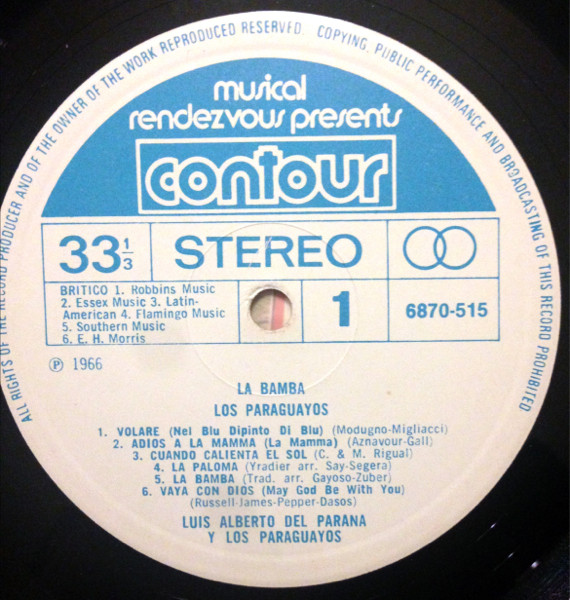 ALL RIGHTS OF THE RECORD PRODUCER AND OF THE OWNER OF THE WORK REPRODUCED RESERVED. COPYING, PUBLIC PERFORMANCE AND BROADCASTING OF THIS RECORD PROHIBITED
musical
rendezvous presents
contour
33 1/3
STEREO
BRITICO 1. Robbins Music
2. Essex Music 3. Latin-
American 4. Flamingo Music
5. Southern Music
6. E. H. Morris
1
6870-515
℗ 1966
LA BAMBA
LOS PARAGUAYOS
1. VOLARE (Nel Blu Dipinto Di Blu) (Modugno-Migliacci)
2. ADIOS A LA MAMMA (La Mamma) (Aznavour-Gall)
3. CUANDO CALIENTA EL SOL (C. & M. Rigual)
4. LA PALOMA (Yradier arr. Say-Segera)
5. LA BAMBA (Trad. arr. Gayoso-Zuber)
6. VAYA CON DIOS (May God Be With You)
(Russell-James-Pepper-Dasos)
LUIS ALBERTO DEL PARANA
Y LOS PARAGUAYOS